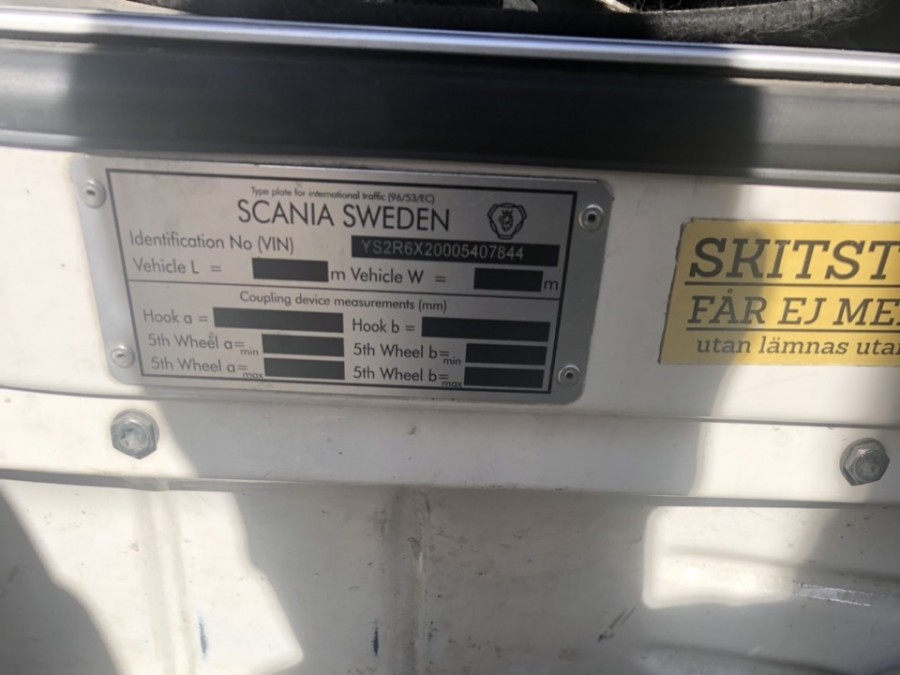 Type plate for international traffic (96/53/EC)
SCANIA SWEDEN
Identification No (VIN) YS2R6X20005407844
Vehicle L = m Vehicle W = m
Coupling device measurements (mm)
Hook a = Hook b =
5th Wheel a= min 5th Wheel b= min
5th Wheel a= max 5th Wheel b= max
SKITST
FÅR EJ ME
utan lämnas utan